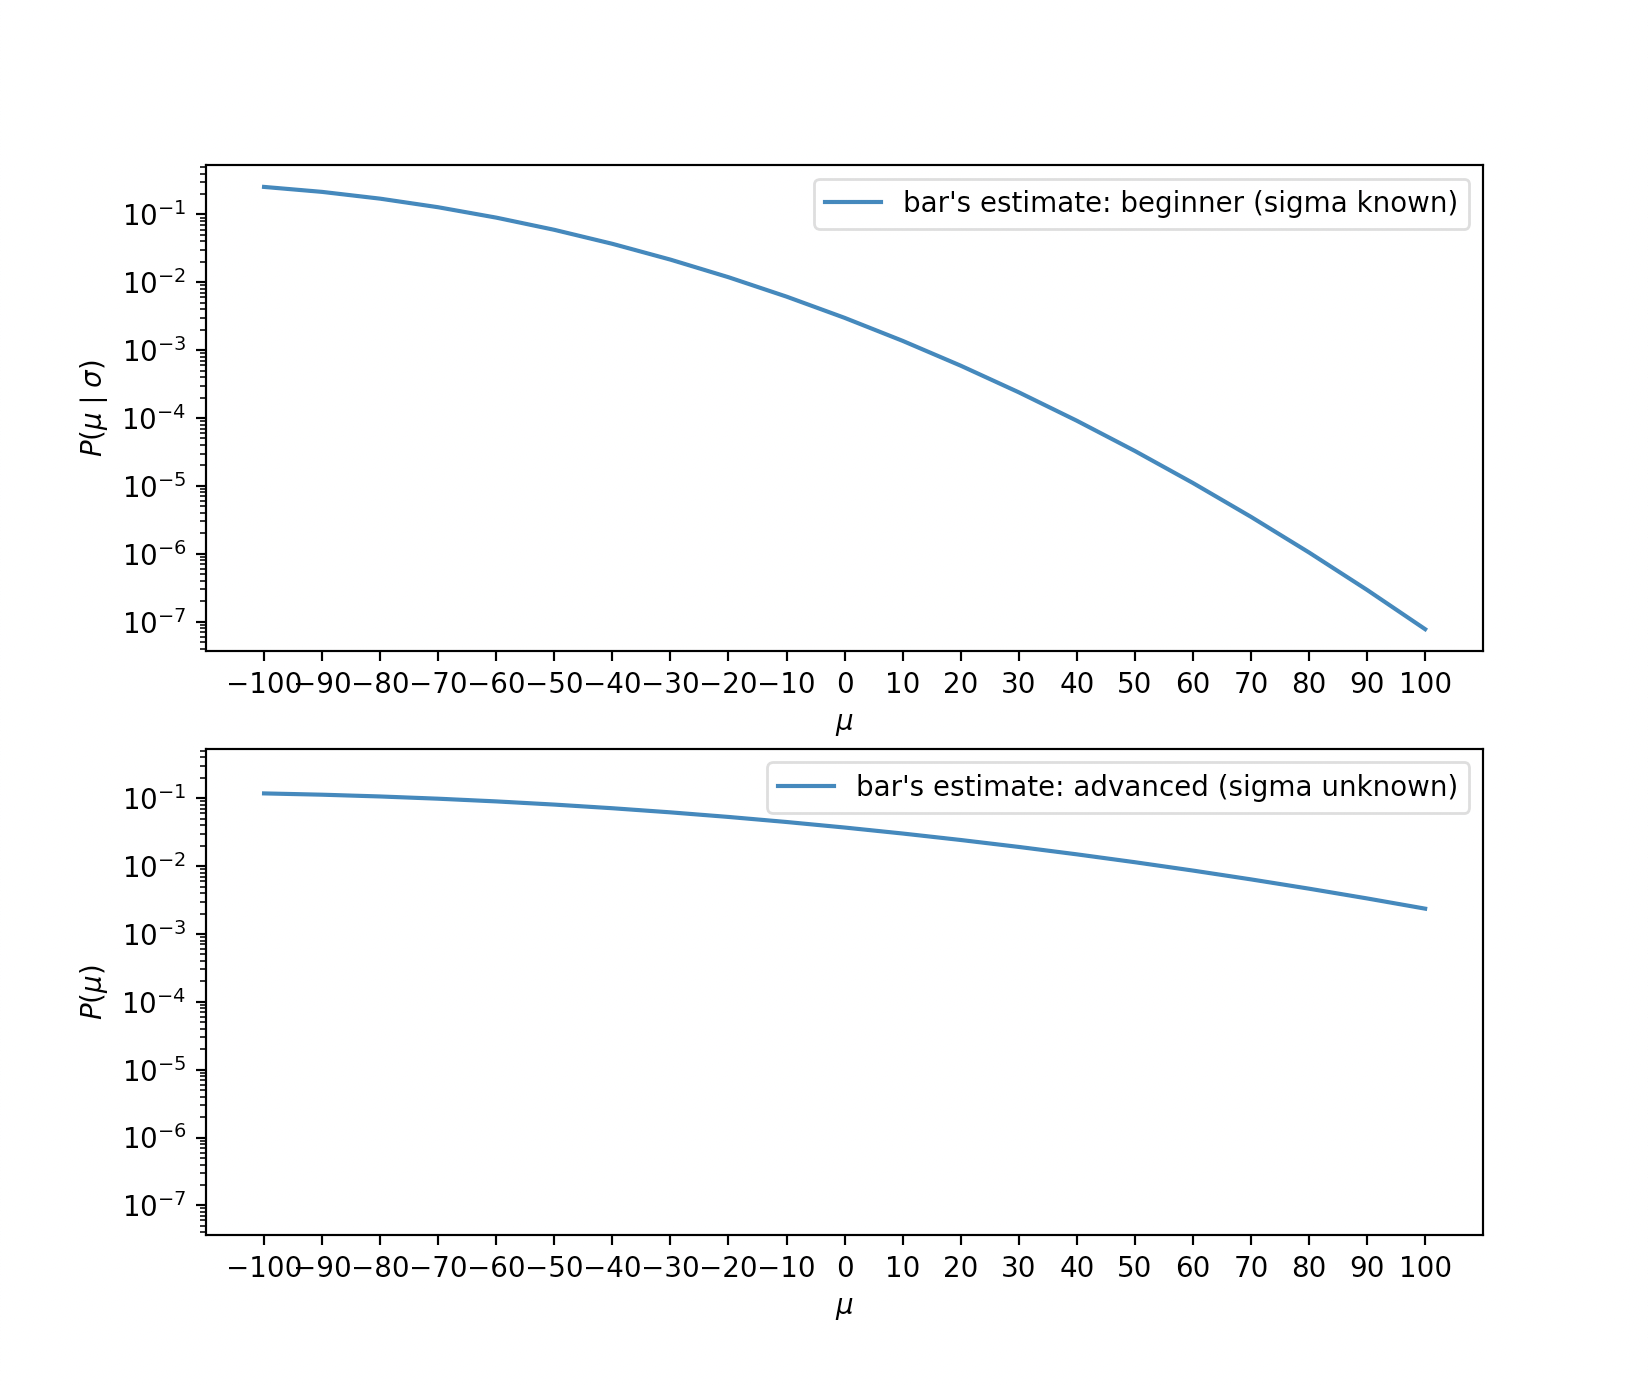 bar's estimate: beginner (sigma known)
10⁻¹
10⁻²
10⁻³
10⁻⁴
10⁻⁵
10⁻⁶
10⁻⁷
P(μ | σ)
−100 −90 −80 −70 −60 −50 −40 −30 −20 −10 0 10 20 30 40 50 60 70 80 90 100
μ
bar's estimate: advanced (sigma unknown)
10⁻¹
10⁻²
10⁻³
10⁻⁴
10⁻⁵
10⁻⁶
10⁻⁷
P(μ)
−100 −90 −80 −70 −60 −50 −40 −30 −20 −10 0 10 20 30 40 50 60 70 80 90 100
μ